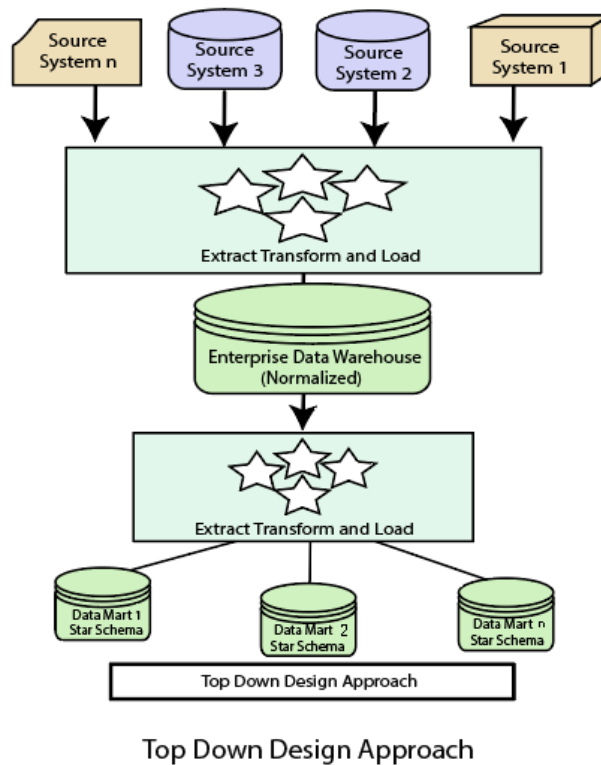 Source
System n
Source
System 3
Source
System 2
Source
System 1
Extract Transform and Load
Enterprise Data Warehouse
(Normalized)
Extract Transform and Load
Data Mart 1
Star Schema
Data Mart 2
Star Schema
Data Mart n
Star Schema
Top Down Design Approach
Top Down Design Approach